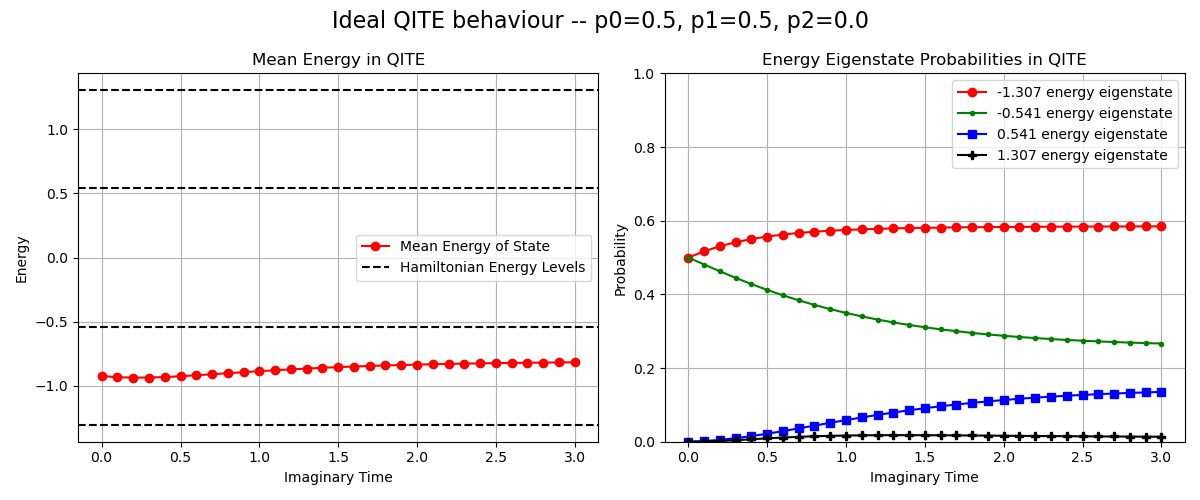 Ideal QITE behaviour -- p0=0.5, p1=0.5, p2=0.0
Mean Energy in QITE
Energy
1.0
0.5
0.0
−0.5
−1.0
Mean Energy of State
Hamiltonian Energy Levels
0.0 0.5 1.0 1.5 2.0 2.5 3.0
Imaginary Time
Energy Eigenstate Probabilities in QITE
Probability
1.0
0.8
0.6
0.4
0.2
0.0
-1.307 energy eigenstate
-0.541 energy eigenstate
0.541 energy eigenstate
1.307 energy eigenstate
0.0 0.5 1.0 1.5 2.0 2.5 3.0
Imaginary Time